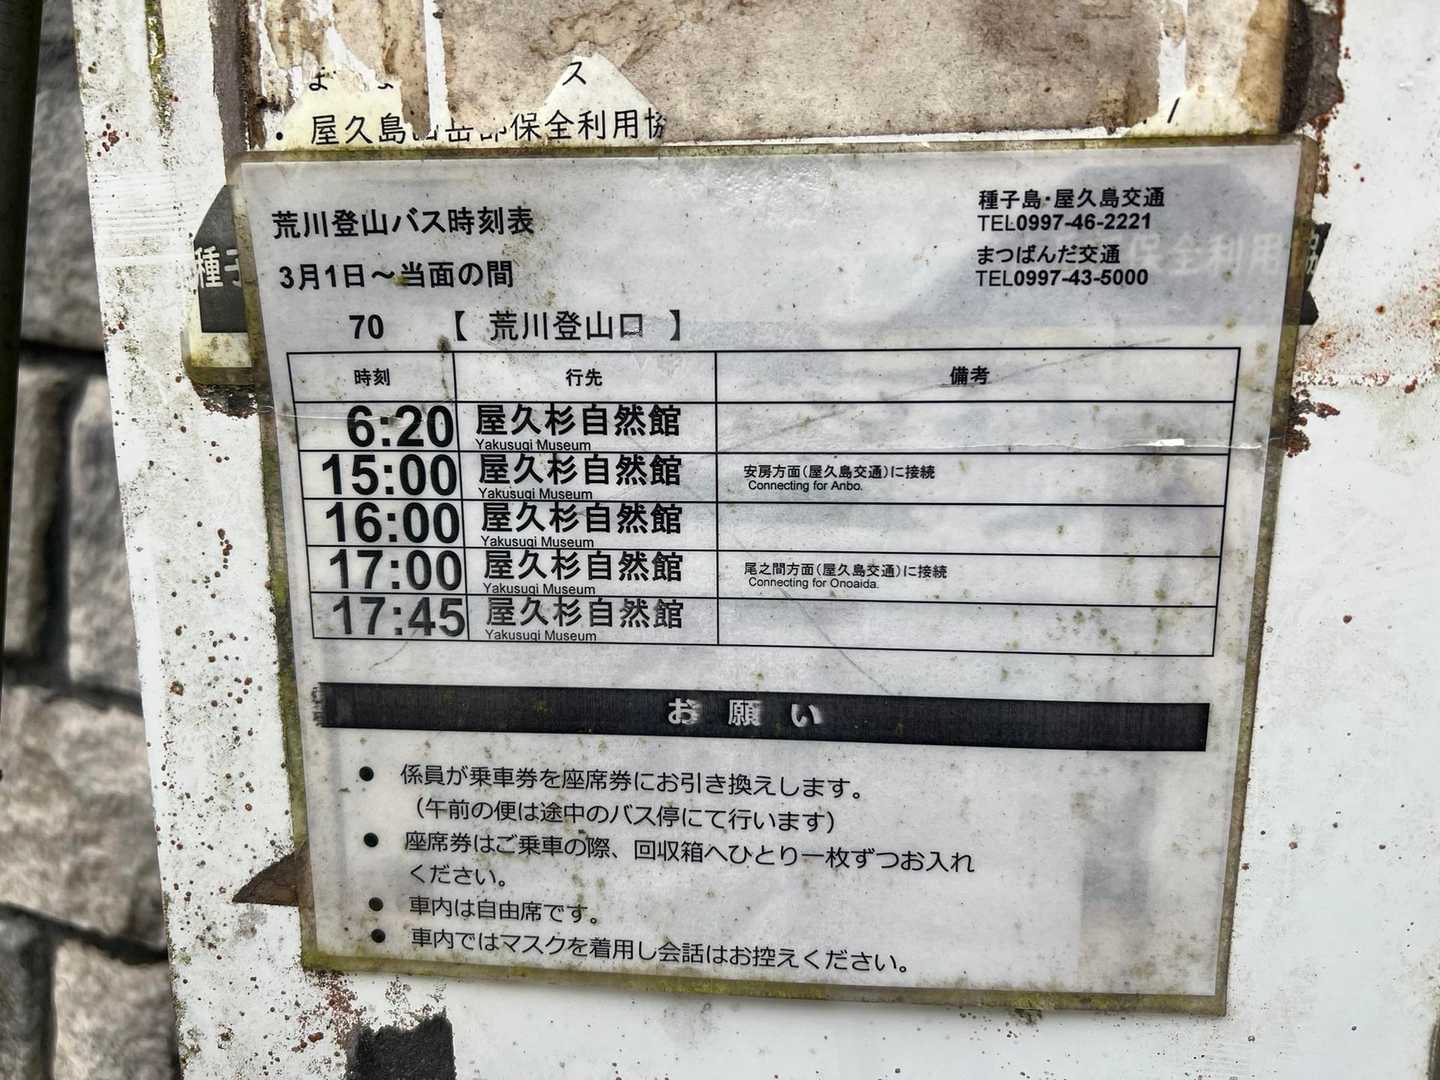 ス
・屋久島山岳部保全利用協
種子
保全利用協
荒川登山バス時刻表
3月1日～当面の間
種子島・屋久島交通
TEL0997-46-2221
まつばんだ交通
TEL0997-43-5000
70 【 荒川登山口 】
時刻 行先 備考
6:20 屋久杉自然館
Yakusugi Museum
15:00 屋久杉自然館 安房方面(屋久島交通)に接続
Yakusugi Museum Connecting for Anbo.
16:00 屋久杉自然館
Yakusugi Museum
17:00 屋久杉自然館 尾之間方面(屋久島交通)に接続
Yakusugi Museum Connecting for Onoaida.
17:45 屋久杉自然館
Yakusugi Museum
お願い
● 係員が乗車券を座席券にお引き換えします。
（午前の便は途中のバス停にて行います）
● 座席券はご乗車の際、回収箱へひとり一枚ずつお入れ
ください。
● 車内は自由席です。
● 車内ではマスクを着用し会話はお控えください。